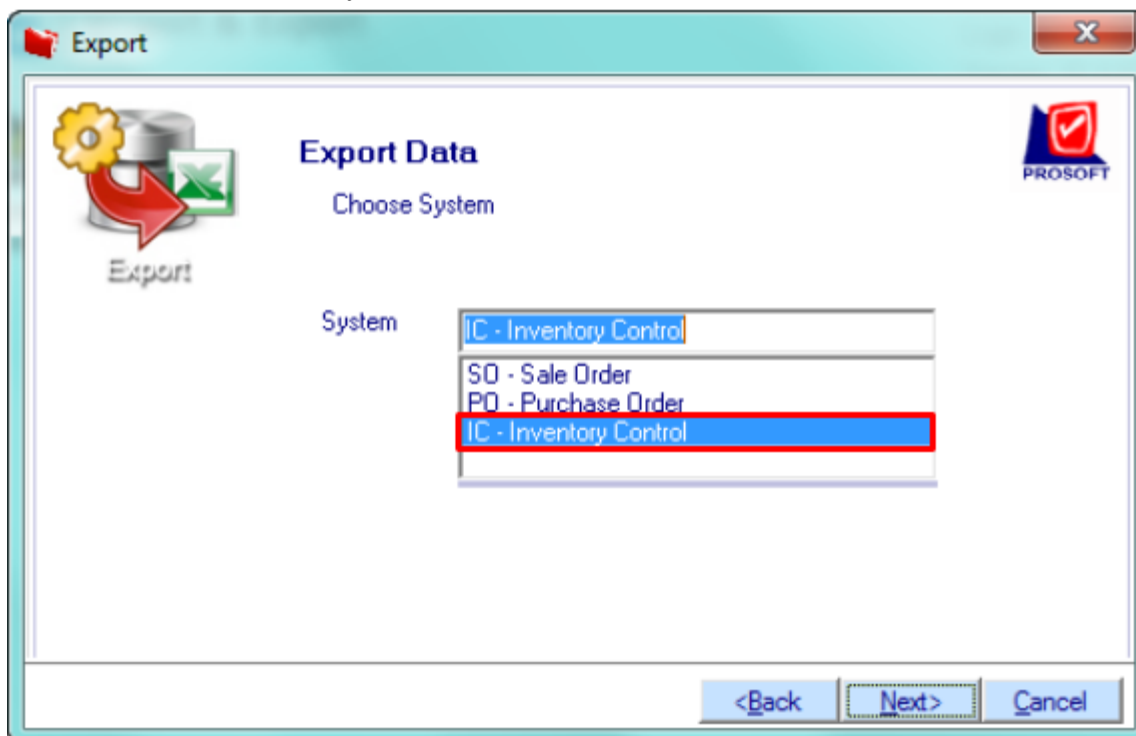 Export
Export Data
Choose System
PROSOFT
Export
System
IC - Inventory Control
SO - Sale Order
PO - Purchase Order
IC - Inventory Control
<Back
Next>
Cancel